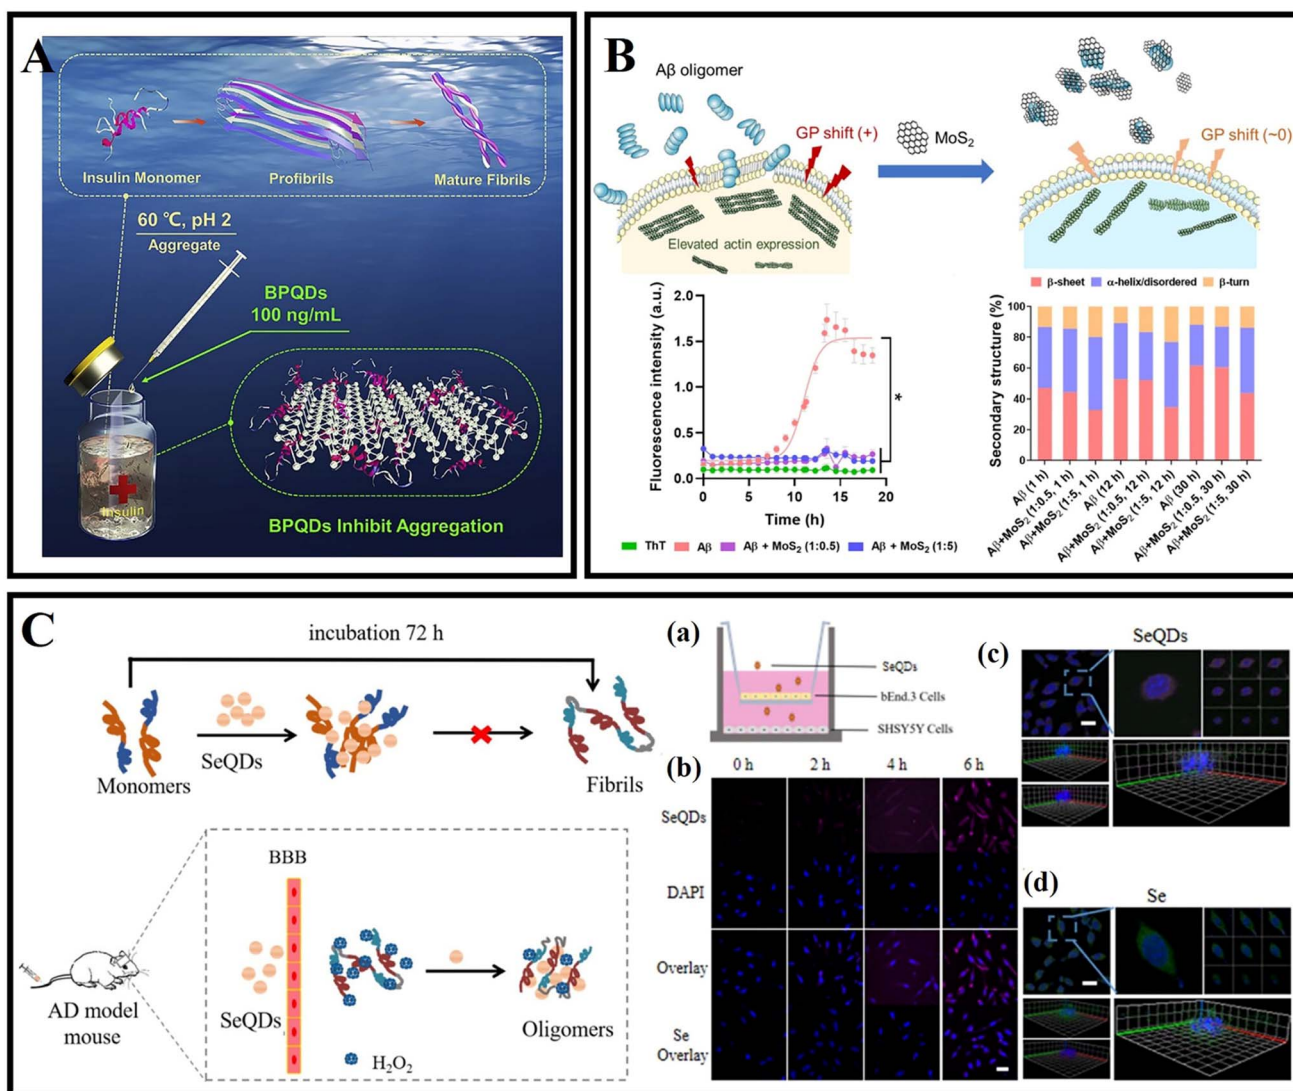 A
Insulin Monomer
Profibrils
Mature Fibrils
60 ℃, pH 2
Aggregate
BPQDs
100 ng/mL
Insulin
BPQDs Inhibit Aggregation
B
Aβ oligomer
GP shift (+)
MoS2
GP shift (~0)
Elevated actin expression
Fluorescence intensity (a.u.)
2.0
1.5
1.0
0.5
0.0
0
5
10
15
20
*
Time (h)
ThT
Aβ
Aβ + MoS2 (1:0.5)
Aβ + MoS2 (1:5)
β-sheet
α-helix/disordered
β-turn
Secondary structure (%)
100
80
60
40
20
0
Aβ (1 h)
Aβ+MoS2 (1:0.5, 1 h)
Aβ+MoS2 (1:5, 1 h)
Aβ (12 h)
Aβ+MoS2 (1:0.5, 12 h)
Aβ+MoS2 (1:5, 12 h)
Aβ (30 h)
Aβ+MoS2 (1:0.5, 30 h)
Aβ+MoS2 (1:5, 30 h)
C
incubation 72 h
SeQDs
Monomers
Fibrils
BBB
AD model
mouse
SeQDs
Oligomers
H2O2
(a)
SeQDs
bEnd.3 Cells
SHSY5Y Cells
(b)
0 h
2 h
4 h
6 h
SeQDs
DAPI
Overlay
Se
Overlay
(c)
SeQDs
(d)
Se